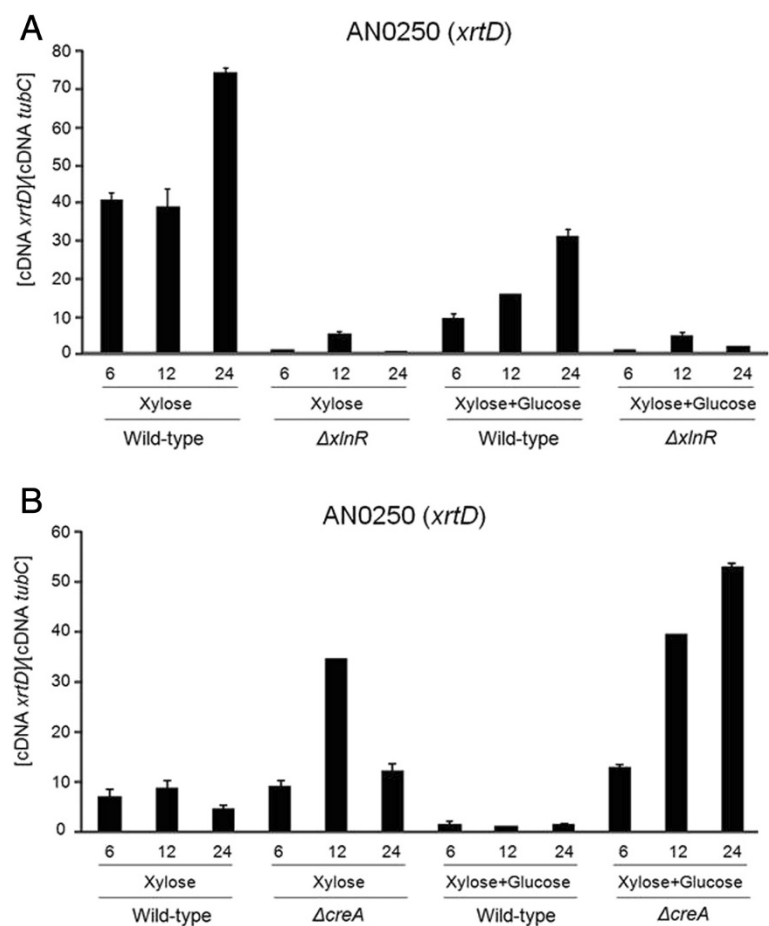 A
AN0250 (xrtD)
[cDNA xrtD]/[cDNA tubC]
80
70
60
50
40
30
20
10
0
6 12 24 6 12 24 6 12 24 6 12 24
Xylose Xylose Xylose+Glucose Xylose+Glucose
Wild-type ΔxlnR Wild-type ΔxlnR
B
AN0250 (xrtD)
[cDNA xrtD]/[cDNA tubC]
60
50
40
30
20
10
0
6 12 24 6 12 24 6 12 24 6 12 24
Xylose Xylose Xylose+Glucose Xylose+Glucose
Wild-type ΔcreA Wild-type ΔcreA